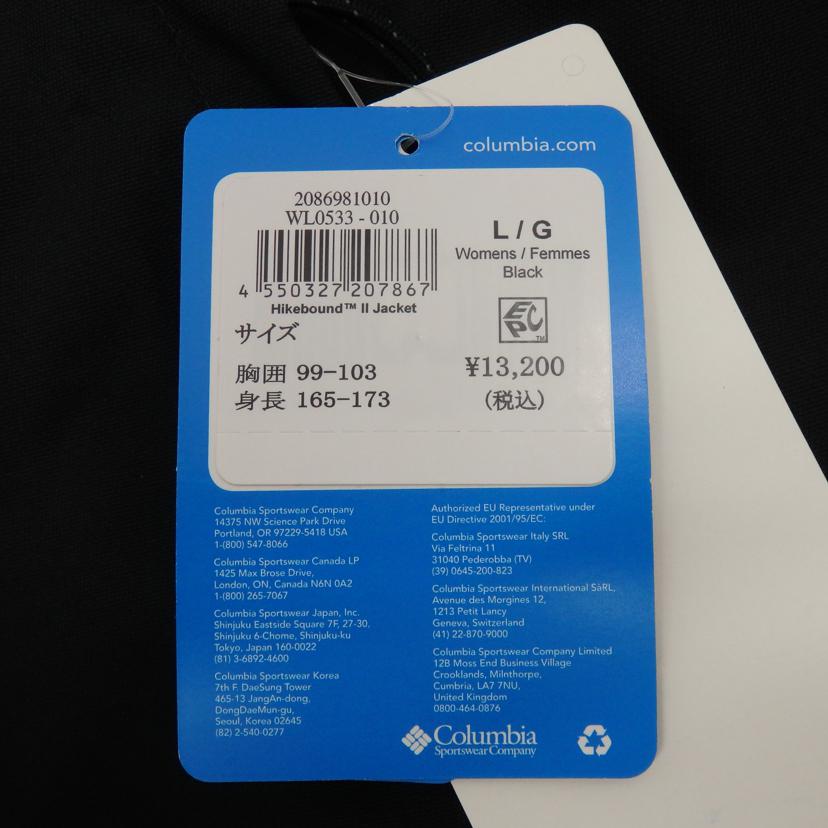 columbia.com
2086981010
WL0533 - 010
4 550327 207867
Hikebound™ II Jacket
L / G
Womens / Femmes
Black
EPC ™
サイズ
胸囲 99-103
身長 165-173
¥13,200
(税込)
Columbia Sportswear Company
14375 NW Science Park Drive
Portland, OR 97229-5418 USA
1-(800) 547-8066
Columbia Sportswear Canada LP
1425 Max Brose Drive,
London, ON, Canada N6N 0A2
1-(800) 265-7067
Columbia Sportswear Japan, Inc.
Shinjuku Eastside Square 7F, 27-30,
Shinjuku 6-Chome, Shinjuku-ku
Tokyo, Japan 160-0022
(81) 3-6892-4600
Columbia Sportswear Korea
7th F. DaeSung Tower
465-13 JangAn-dong,
DongDaeMun-gu,
Seoul, Korea 02645
(82) 2-540-0277
Authorized EU Representative under
EU Directive 2001/95/EC:
Columbia Sportswear Italy SRL
Via Feltrina 11
31040 Pederobba (TV)
(39) 0645-200-823
Columbia Sportswear International SàRL,
Avenue des Morgines 12,
1213 Petit Lancy
Geneva, Switzerland
(41) 22-870-9000
Columbia Sportswear Company Limited
12B Moss End Business Village
Crooklands, Milnthorpe,
Cumbria, LA7 7NU,
United Kingdom
0800-464-0876
Columbia
Sportswear Company